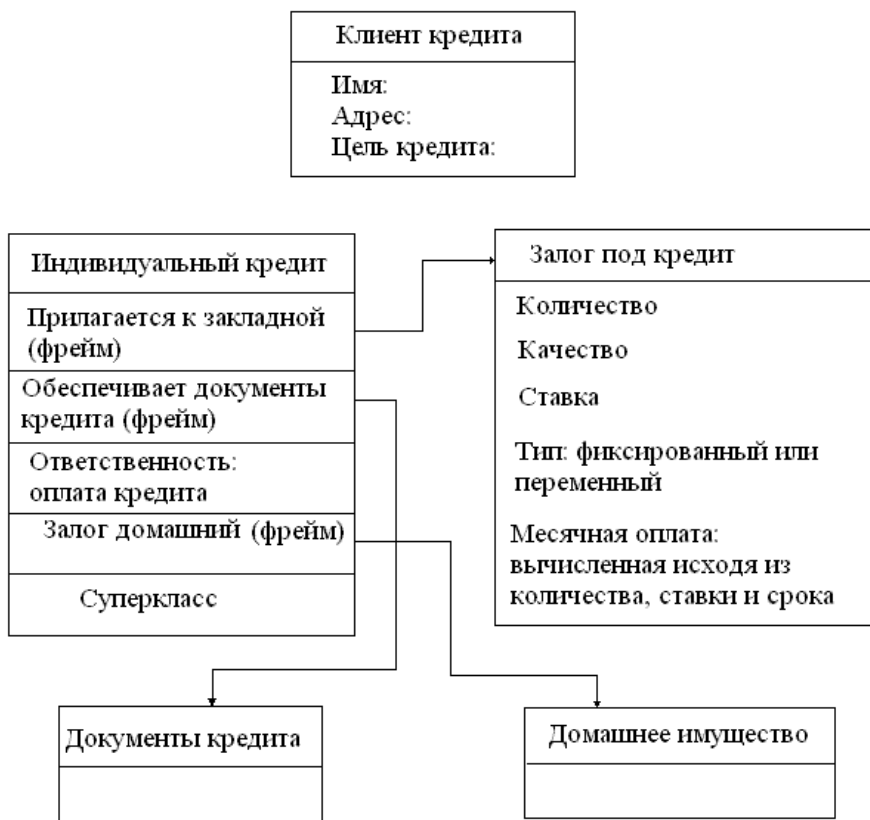 Клиент кредита
Имя:
Адрес:
Цель кредита:
Индивидуальный кредит
Прилагается к закладной
(фрейм)
Обеспечивает документы
кредита (фрейм)
Ответственность:
оплата кредита
Залог домашний (фрейм)
Суперкласс
Залог под кредит
Количество
Качество
Ставка
Тип: фиксированный или
переменный
Месячная оплата:
вычисленная исходя из
количества, ставки и срока
Документы кредита
Домашнее имущество